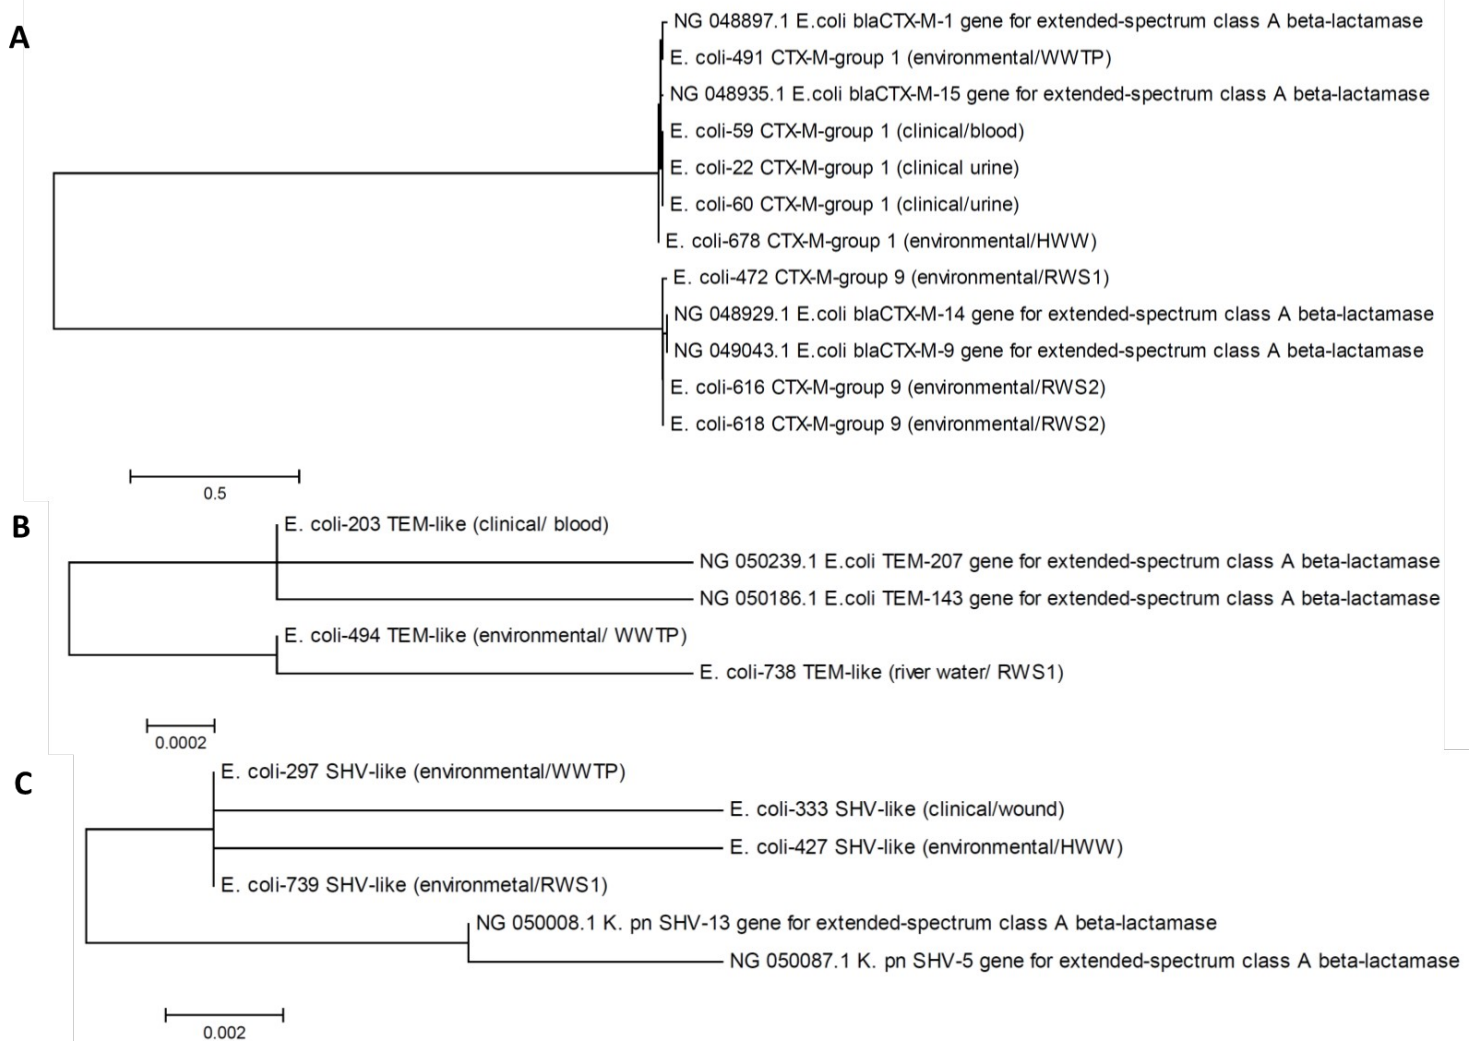 A
NG 048897.1 E.coli blaCTX-M-1 gene for extended-spectrum class A beta-lactamase
E. coli-491 CTX-M-group 1 (environmental/WWTP)
NG 048935.1 E.coli blaCTX-M-15 gene for extended-spectrum class A beta-lactamase
E. coli-59 CTX-M-group 1 (clinical/blood)
E. coli-22 CTX-M-group 1 (clinical urine)
E. coli-60 CTX-M-group 1 (clinical/urine)
E. coli-678 CTX-M-group 1 (environmental/HWW)
E. coli-472 CTX-M-group 9 (environmental/RWS1)
NG 048929.1 E.coli blaCTX-M-14 gene for extended-spectrum class A beta-lactamase
NG 049043.1 E.coli blaCTX-M-9 gene for extended-spectrum class A beta-lactamase
E. coli-616 CTX-M-group 9 (environmental/RWS2)
E. coli-618 CTX-M-group 9 (environmental/RWS2)
0.5
B
E. coli-203 TEM-like (clinical/ blood)
NG 050239.1 E.coli TEM-207 gene for extended-spectrum class A beta-lactamase
NG 050186.1 E.coli TEM-143 gene for extended-spectrum class A beta-lactamase
E. coli-494 TEM-like (environmental/ WWTP)
E. coli-738 TEM-like (river water/ RWS1)
0.0002
C
E. coli-297 SHV-like (environmental/WWTP)
E. coli-333 SHV-like (clinical/wound)
E. coli-427 SHV-like (environmental/HWW)
E. coli-739 SHV-like (environmetal/RWS1)
NG 050008.1 K. pn SHV-13 gene for extended-spectrum class A beta-lactamase
NG 050087.1 K. pn SHV-5 gene for extended-spectrum class A beta-lactamase
0.002